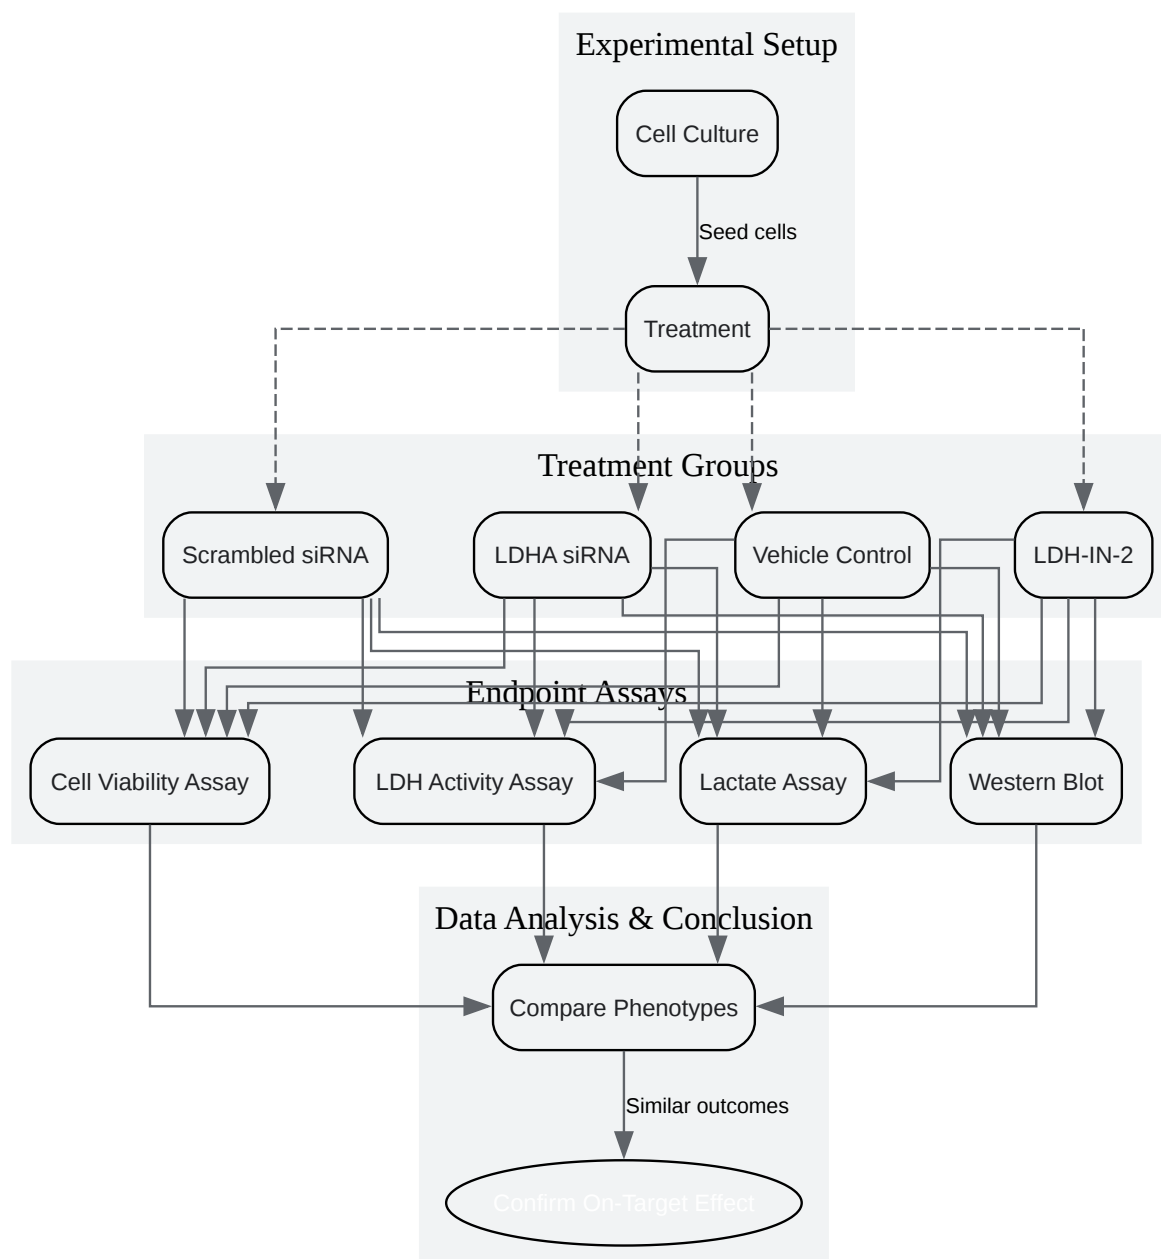 Experimental Setup
Cell Culture
Seed cells
Treatment
Treatment Groups
Scrambled siRNA
LDHA siRNA
Vehicle Control
LDH-IN-2
Endpoint Assays
Cell Viability Assay
LDH Activity Assay
Lactate Assay
Western Blot
Data Analysis & Conclusion
Compare Phenotypes
Similar outcomes
Confirm On-Target Effect